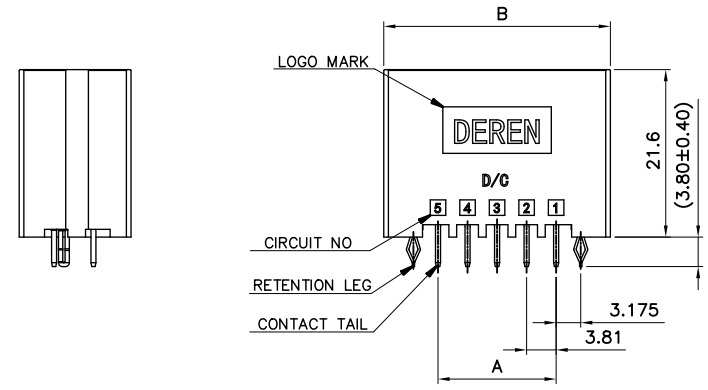 B
LOGO MARK
DEREN
D/C
5 4 3 2 1
21.6
(3.80±0.40)
CIRCUIT NO
RETENTION LEG
CONTACT TAIL
3.175
3.81
A